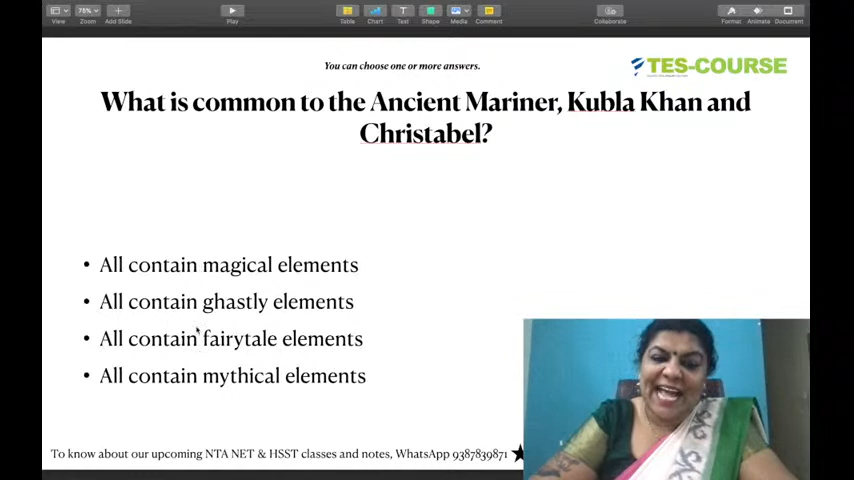 View
75%
Zoom
Add Slide
Play
Table
Chart
Text
Shape
Media
Comment
Collaborate
Format
Animate
Document
You can choose one or more answers.
TES-COURSE
What is common to the Ancient Mariner, Kubla Khan and
Christabel?
• All contain magical elements
• All contain ghastly elements
• All contain fairytale elements
• All contain mythical elements
To know about our upcoming NTA NET & HSST classes and notes, WhatsApp 9387839871